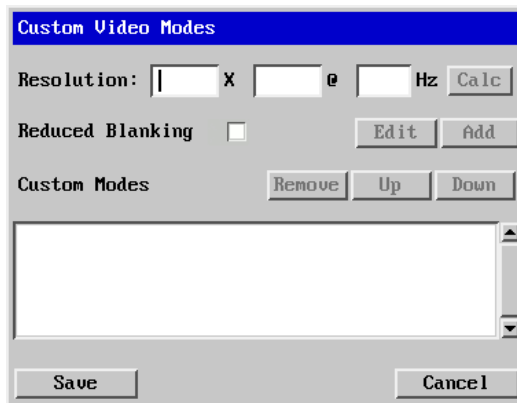 Custom Video Modes
Resolution: X @ Hz Calc
Reduced Blanking Edit Add
Custom Modes Remove Up Down
Save Cancel